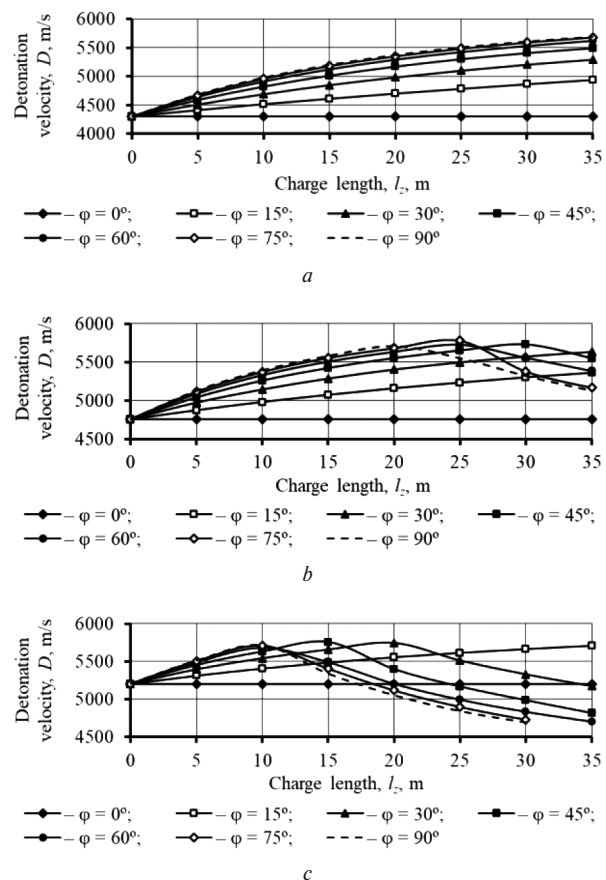 6000
5500
5000
4500
4000
Detonation
velocity, D, m/s
0 5 10 15 20 25 30 35
Charge length, lz, m
– φ = 0º; – φ = 15º; – φ = 30º; – φ = 45º;
– φ = 60º; – φ = 75º; – φ = 90º
a
6000
5500
5000
4500
Detonation
velocity, D, m/s
0 5 10 15 20 25 30 35
Charge length, lz, m
– φ = 0º; – φ = 15º; – φ = 30º; – φ = 45º;
– φ = 60º; – φ = 75º; – φ = 90º
b
6000
5500
5000
4500
Detonation
velocity, D, m/s
0 5 10 15 20 25 30 35
Charge length, lz, m
– φ = 0º; – φ = 15º; – φ = 30º; – φ = 45º;
– φ = 60º; – φ = 75º; – φ = 90º
c